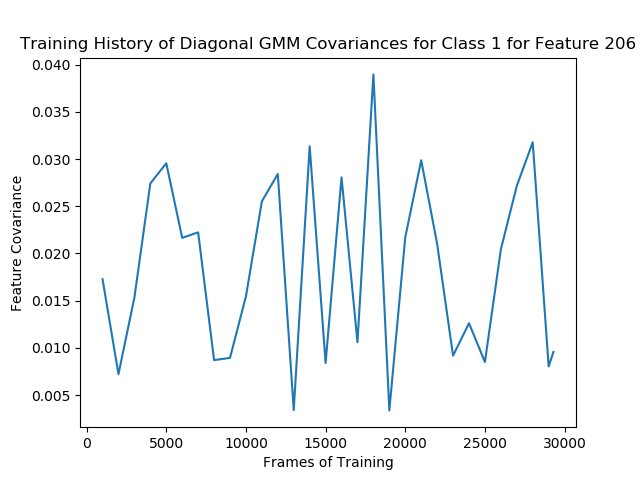 Training History of Diagonal GMM Covariances for Class 1 for Feature 206
0.040
0.035
0.030
0.025
0.020
0.015
0.010
0.005
Feature Covariance
0 5000 10000 15000 20000 25000 30000
Frames of Training